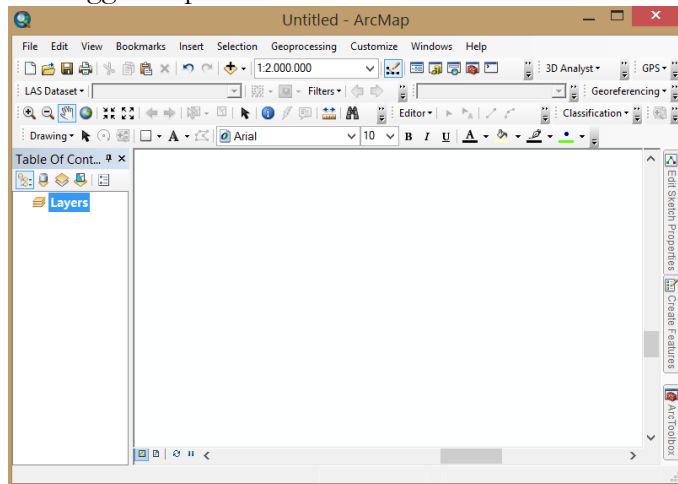 Untitled - ArcMap
File Edit View Bookmarks Insert Selection Geoprocessing Customize Windows Help
1:2.000.000 3D Analyst GPS
LAS Dataset Filters Georeferencing
Editor Classification
Drawing A Arial 10 B I U A
Table Of Cont...
Layers
Edit Sketch Properties
Create Features
ArcToolbox